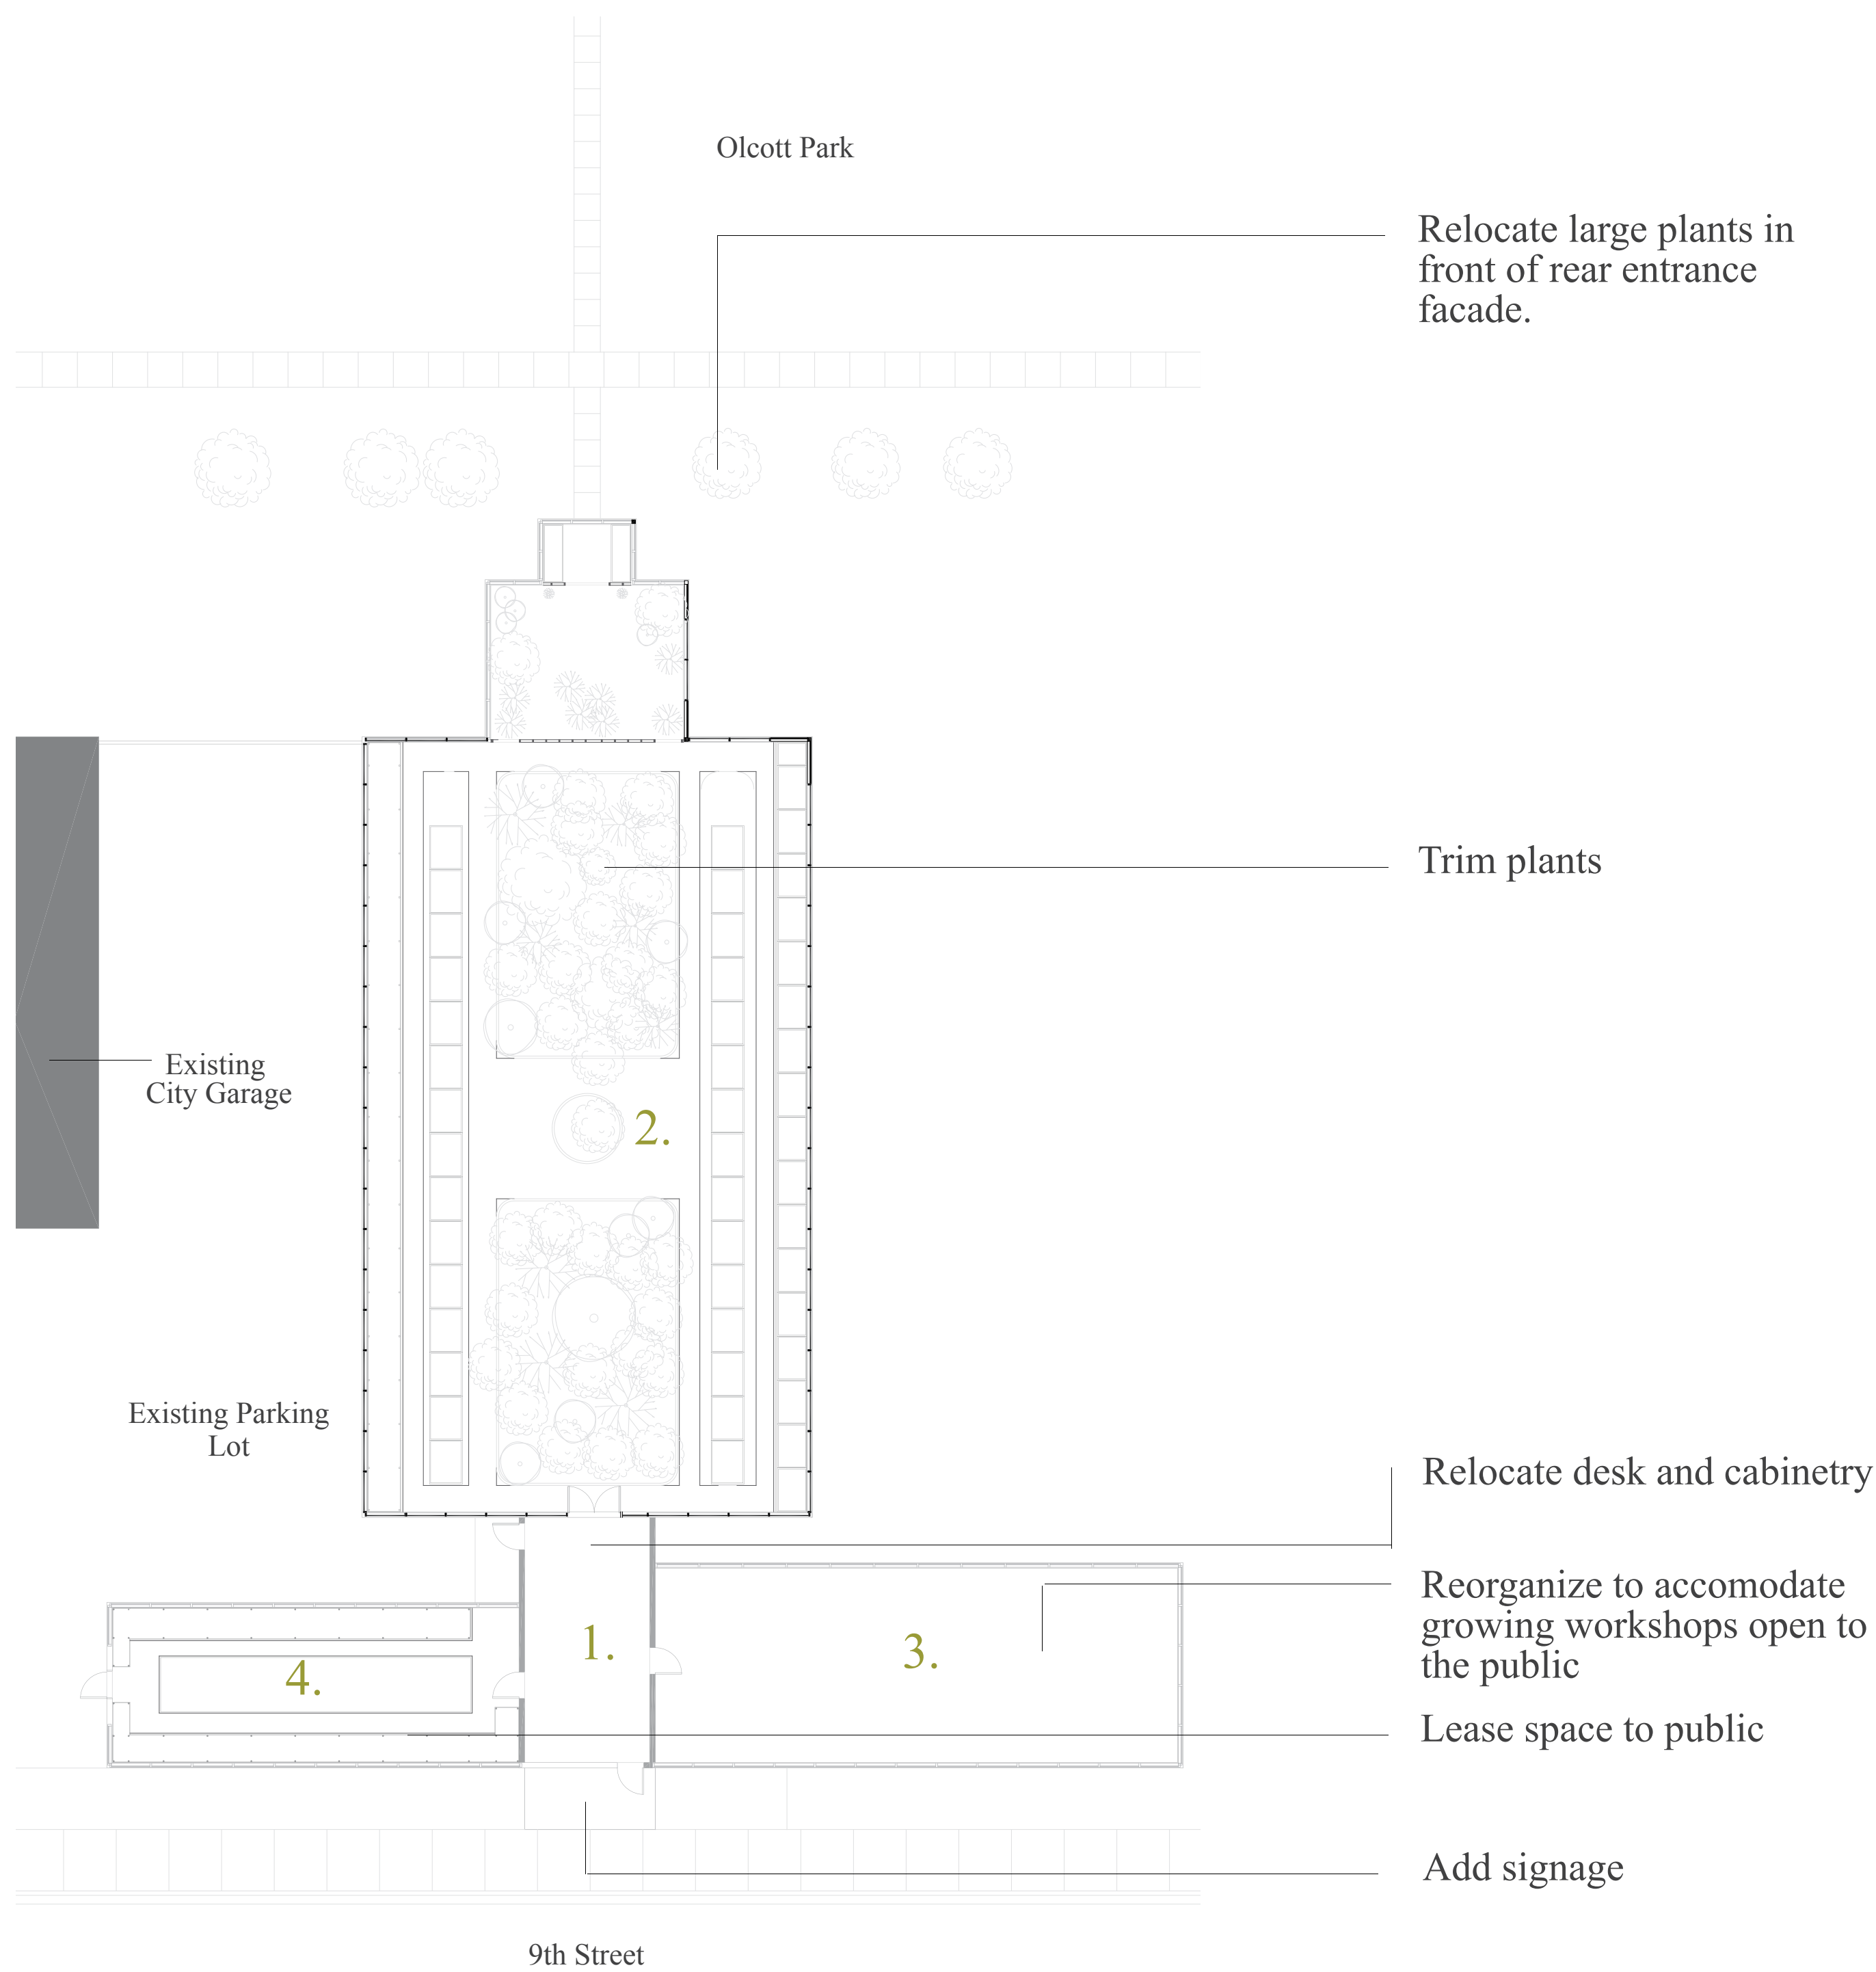 Olcott Park
Relocate large plants in
front of rear entrance
facade.
Trim plants
Existing
City Garage
2.
Existing Parking
Lot
Relocate desk and cabinetry
Reorganize to accomodate
growing workshops open to
the public
1.
3.
4.
Lease space to public
Add signage
9th Street